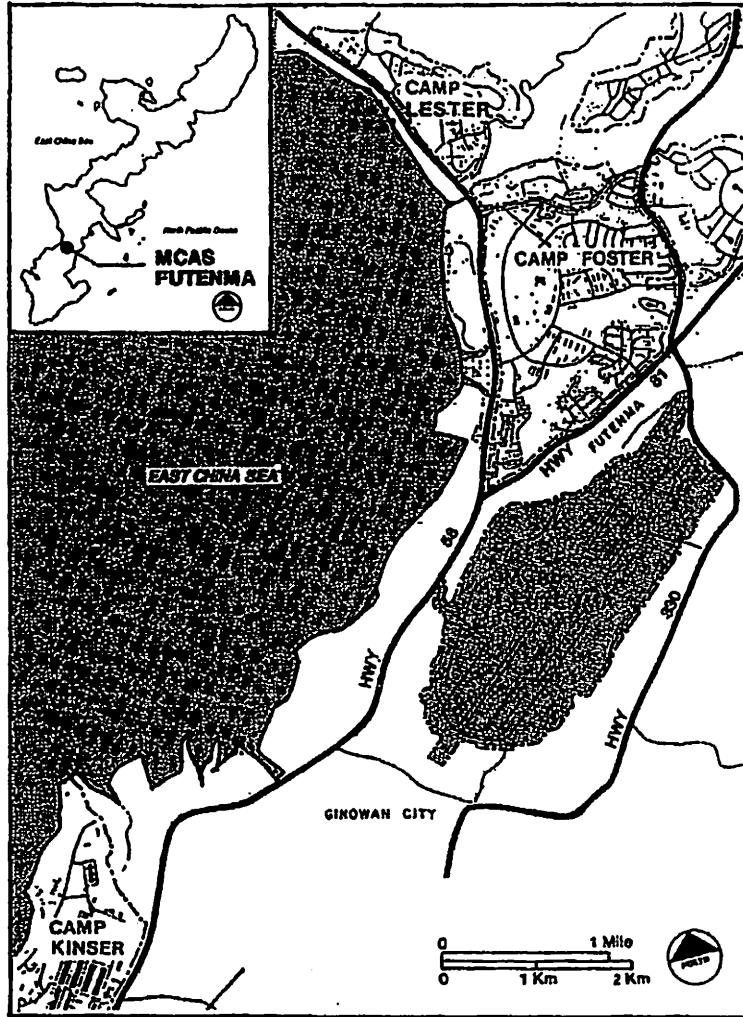 CAMP
LESTER
East China Sea
North Pacific Ocean
MCAS
FUTENMA
CAMP FOSTER
81
HWY FUTENMA
EAST CHINA SEA
58
HWY
330
HWY
GINOWAN CITY
CAMP
KINSER
0 1 Mile
0 1 Km 2 Km
NORTH